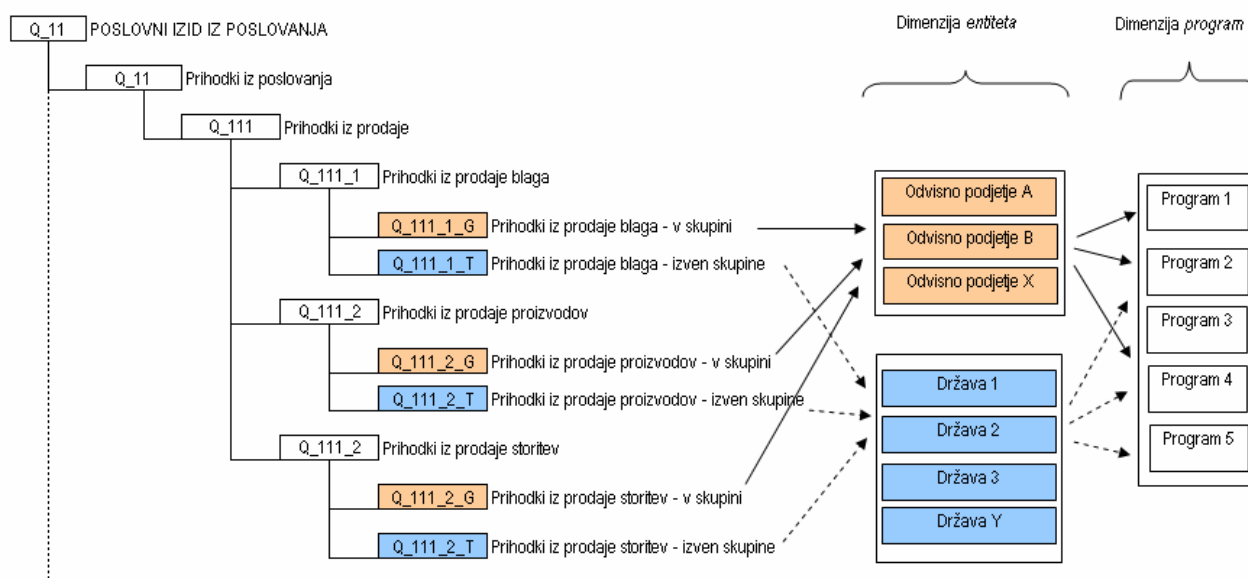 Dimenzija entiteta
Dimenzija program
Q_11 POSLOVNI IZID IZ POSLOVANJA
Q_11 Prihodki iz poslovanja
Q_111 Prihodki iz prodaje
Q_111_1 Prihodki iz prodaje blaga
Q_111_1_G Prihodki iz prodaje blaga - v skupini
Q_111_1_T Prihodki iz prodaje blaga - izven skupine
Q_111_2 Prihodki iz prodaje proizvodov
Q_111_2_G Prihodki iz prodaje proizvodov - v skupini
Q_111_2_T Prihodki iz prodaje proizvodov - izven skupine
Q_111_2 Prihodki iz prodaje storitev
Q_111_2_G Prihodki iz prodaje storitev - v skupini
Q_111_2_T Prihodki iz prodaje storitev - izven skupine
Odvisno podjetje A
Odvisno podjetje B
Odvisno podjetje X
Država 1
Država 2
Država 3
Država Y
Program 1
Program 2
Program 3
Program 4
Program 5